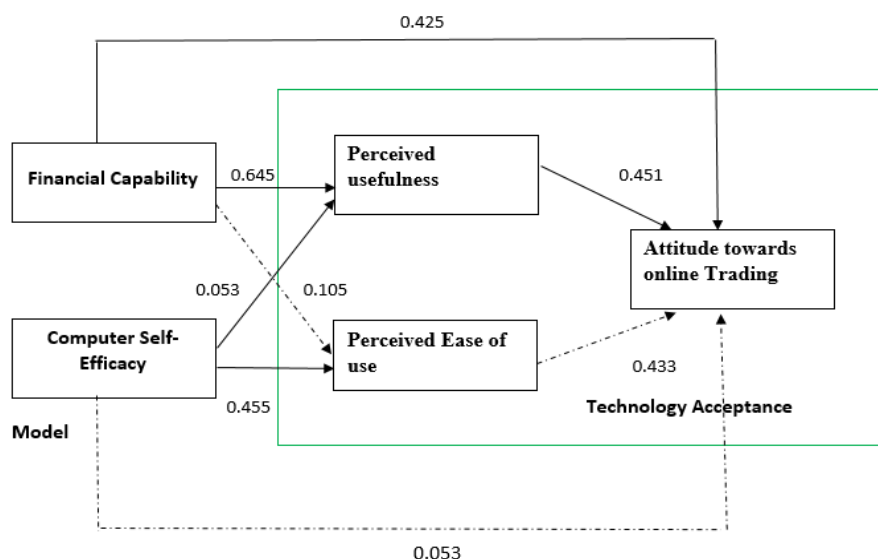 0.425
Perceived
usefulness
Financial Capability
0.645
0.451
Attitude towards
online Trading
0.053
0.105
Computer Self-
Efficacy
Perceived Ease of
use
0.433
0.455
Technology Acceptance
Model
0.053